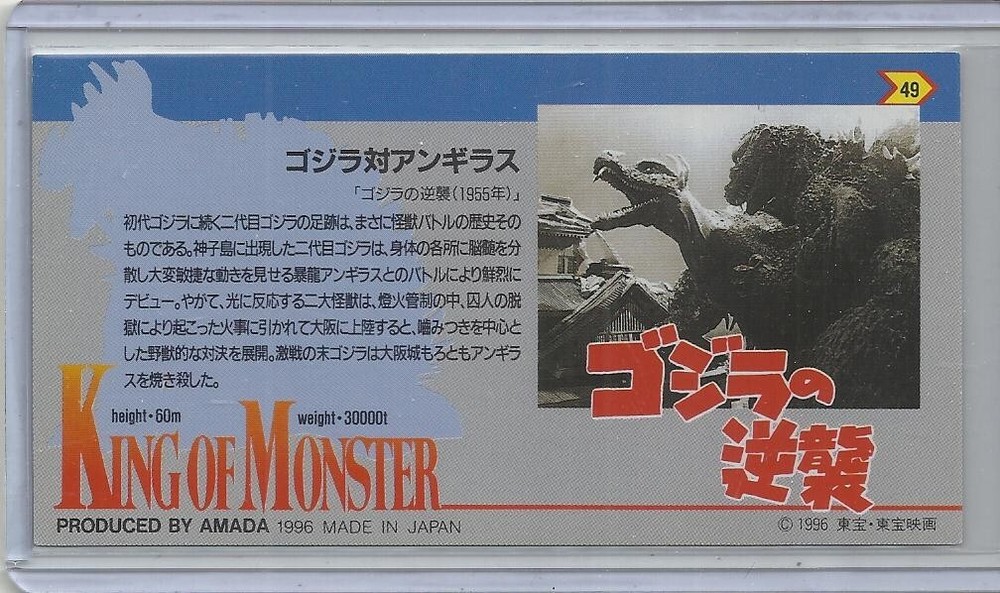 49
ゴジラ対アンギラス
「ゴジラの逆襲(1955年)」
初代ゴジラに続く二代目ゴジラの足跡は、まさに怪獣バトルの歴史その
ものである。神子島に出現した二代目ゴジラは、身体の各所に脳髄を分
散し大変敏捷な動きを見せる暴龍アンギラスとのバトルにより鮮烈に
デビュー。やがて、光に反応する二大怪獣は、燈火管制の中、囚人の脱
獄により起こった火事に引かれて大阪に上陸すると、嚙みつきを中心と
した野獣的な対決を展開。激戦の末ゴジラは大阪城もろともアンギラ
スを焼き殺した。
height・60m weight・30000t
KING OF MONSTER
ゴジラの
逆襲
PRODUCED BY AMADA 1996 MADE IN JAPAN
© 1996 東宝・東宝映画